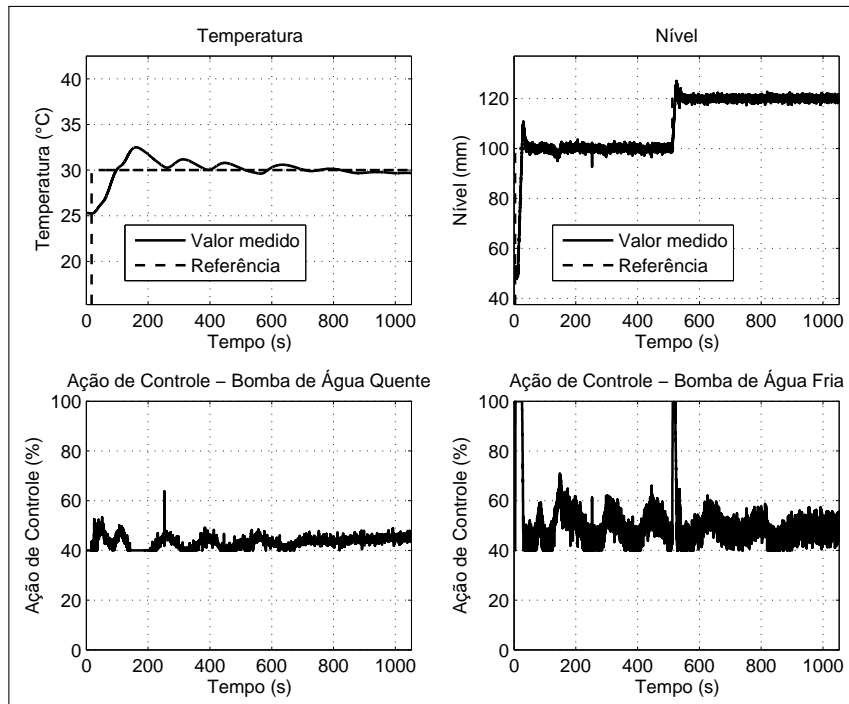 Temperatura
Temperatura (°C)
40
35
30
25
20
Valor medido
Referência
0 200 400 600 800 1000
Tempo (s)
Nível
Nível (mm)
120
100
80
60
40
Valor medido
Referência
0 200 400 600 800 1000
Tempo (s)
Ação de Controle − Bomba de Água Quente
Ação de Controle (%)
100
80
60
40
20
0
0 200 400 600 800 1000
Tempo (s)
Ação de Controle − Bomba de Água Fria
Ação de Controle (%)
100
80
60
40
20
0
0 200 400 600 800 1000
Tempo (s)